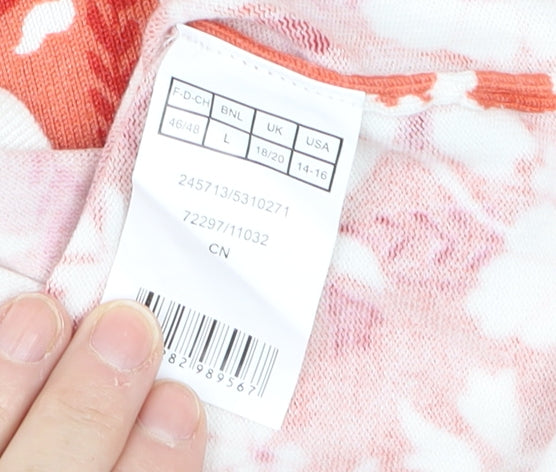 F-D-CH BNL UK USA
46/48 L 18/20 14-16
245713/5310271
72297/11032
CN
82 989567